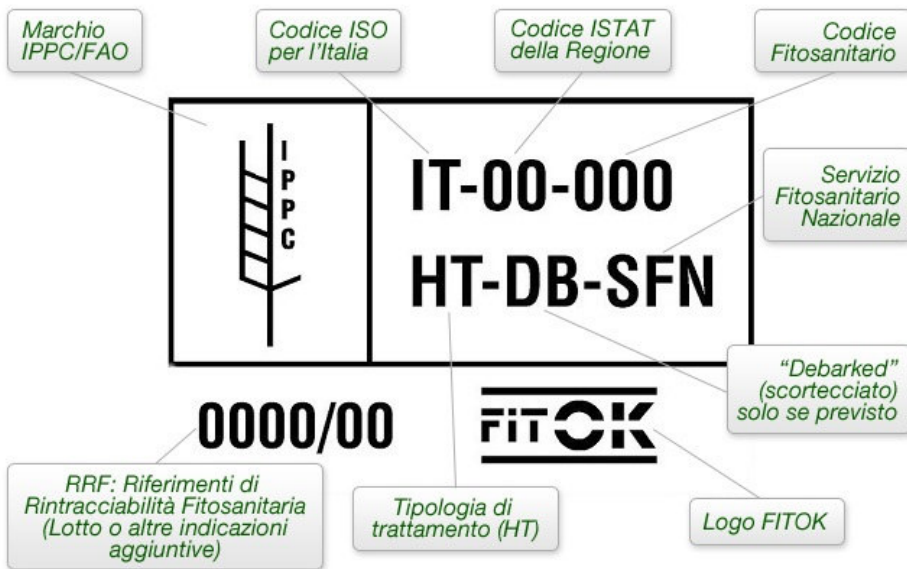 Marchio
IPPC/FAO
Codice ISO
per l'Italia
Codice ISTAT
della Regione
Codice
Fitosanitario
I
P
P
C
IT-00-000
HT-DB-SFN
Servizio
Fitosanitario
Nazionale
"Debarked"
(scortecciato)
solo se previsto
0000/00
FiTOK
RRF: Riferimenti di
Rintracciabilità Fitosanitaria
(Lotto o altre indicazioni
aggiuntive)
Tipologia di
trattamento (HT)
Logo FITOK